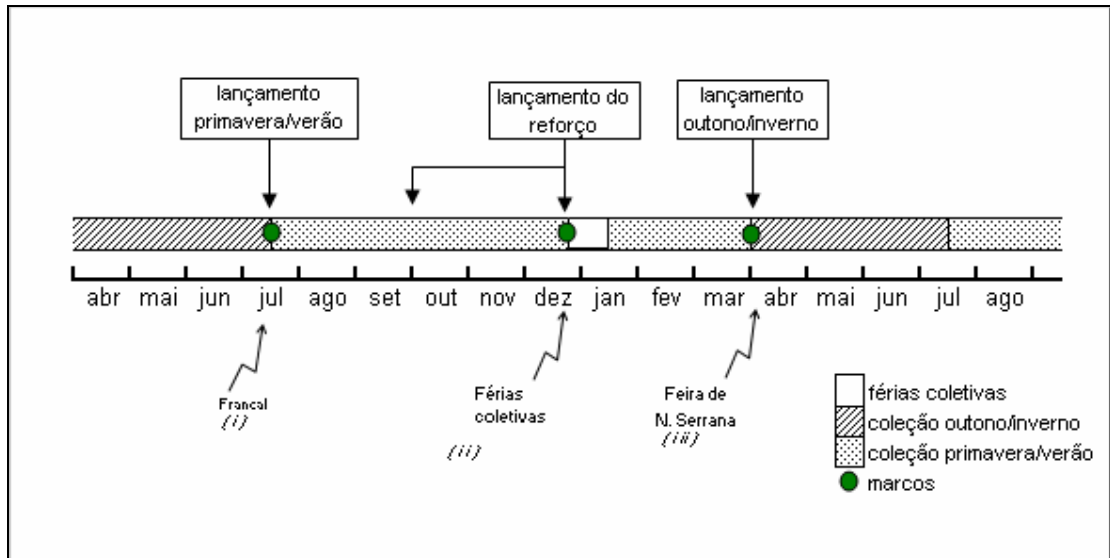 lançamento
primavera/verão
lançamento do
reforço
lançamento
outono/inverno
abr mai jun jul ago set out nov dez jan fev mar abr mai jun jul ago
Francal
(i)
Férias
coletivas
(ii)
Feira de
N. Serrana
(iii)
férias coletivas
coleção outono/inverno
coleção primavera/verão
marcos